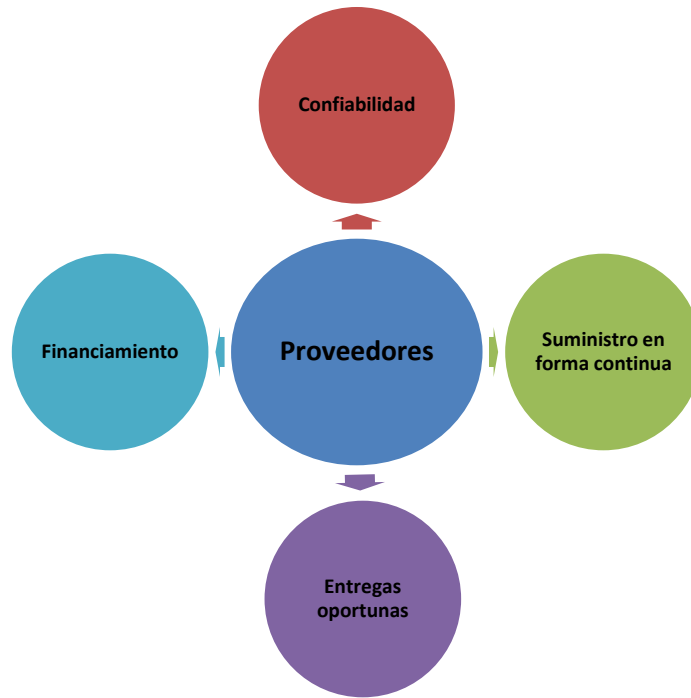 Confiabilidad
Financiamiento
Proveedores
Suministro en
forma continua
Entregas
oportunas